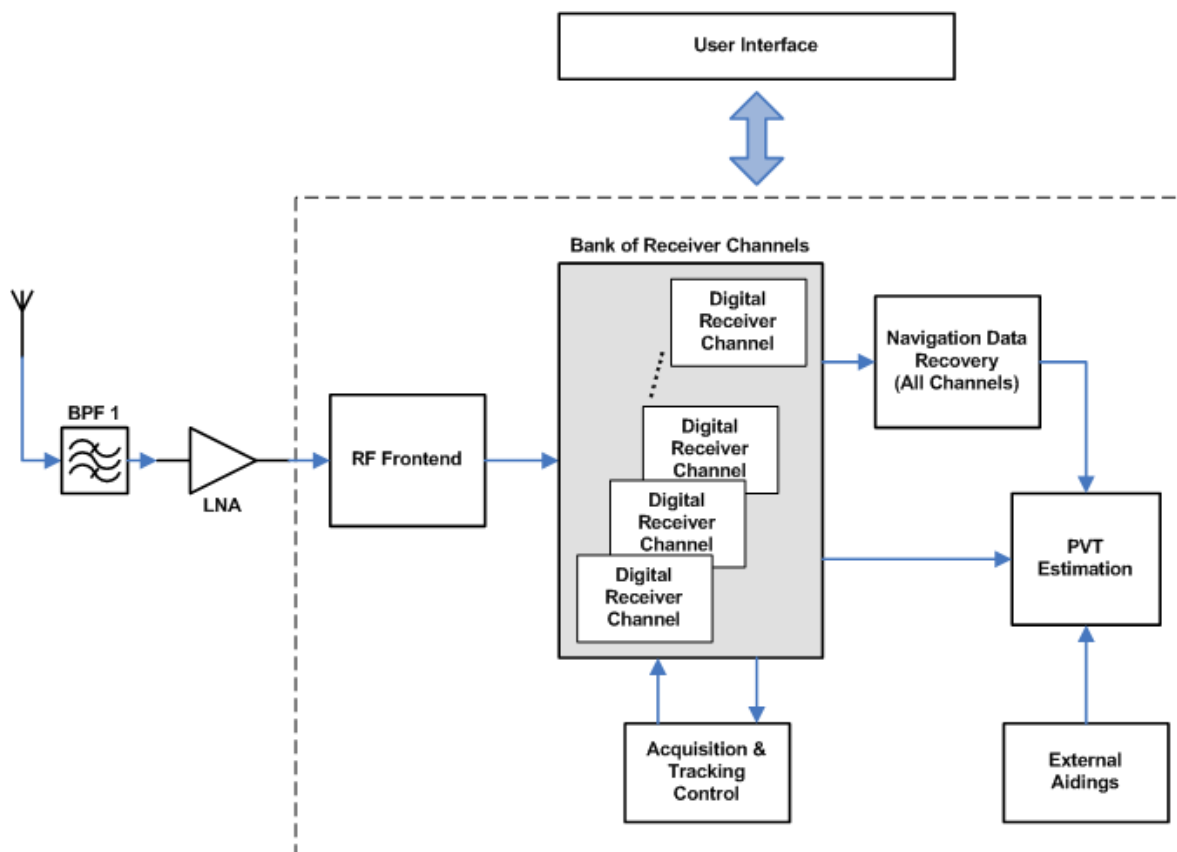 User Interface
Bank of Receiver Channels
Digital
Receiver
Channel
Navigation Data
Recovery
(All Channels)
BPF 1
LNA
RF Frontend
Digital
Receiver
Channel
Digital
Receiver
Channel
Digital
Receiver
Channel
PVT
Estimation
Acquisition &
Tracking
Control
External
Aidings